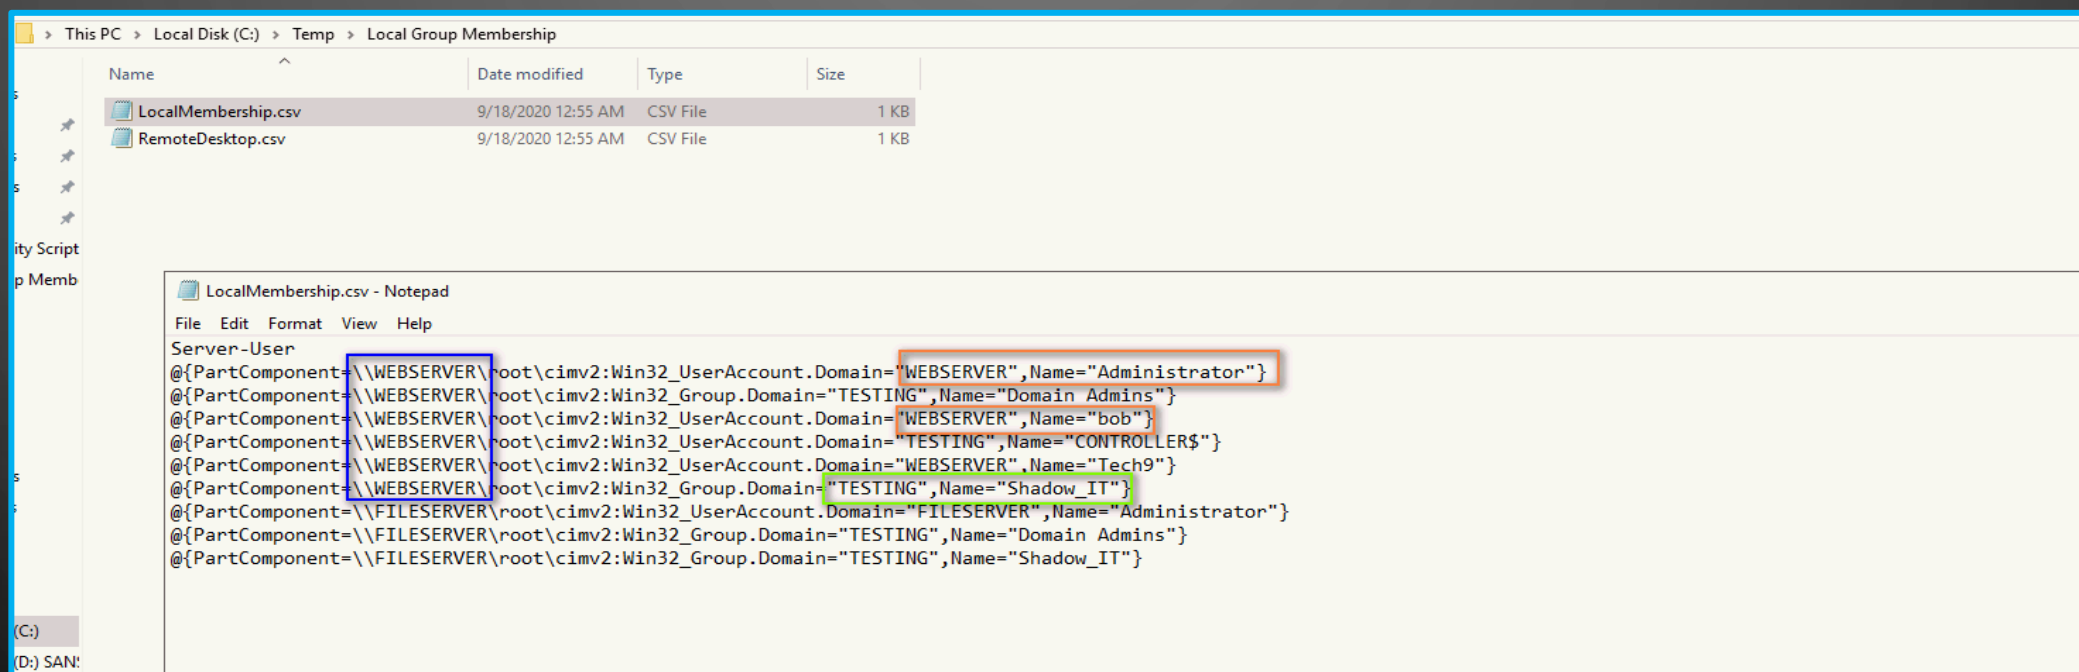 This PC > Local Disk (C:) > Temp > Local Group Membership
Name Date modified Type Size
s
LocalMembership.csv 9/18/2020 12:55 AM CSV File 1 KB
RemoteDesktop.csv 9/18/2020 12:55 AM CSV File 1 KB
s
s
ity Script
p Memb
LocalMembership.csv - Notepad
File Edit Format View Help
Server-User
@{PartComponent=\\WEBSERVER\root\cimv2:Win32_UserAccount.Domain="WEBSERVER",Name="Administrator"}
@{PartComponent=\\WEBSERVER\root\cimv2:Win32_Group.Domain="TESTING",Name="Domain Admins"}
@{PartComponent=\\WEBSERVER\root\cimv2:Win32_UserAccount.Domain="WEBSERVER",Name="bob"}
@{PartComponent=\\WEBSERVER\root\cimv2:Win32_UserAccount.Domain="TESTING",Name="CONTROLLER$"}
@{PartComponent=\\WEBSERVER\root\cimv2:Win32_UserAccount.Domain="WEBSERVER",Name="Tech9"}
@{PartComponent=\\WEBSERVER\root\cimv2:Win32_Group.Domain="TESTING",Name="Shadow_IT"}
@{PartComponent=\\FILESERVER\root\cimv2:Win32_UserAccount.Domain="FILESERVER",Name="Administrator"}
@{PartComponent=\\FILESERVER\root\cimv2:Win32_Group.Domain="TESTING",Name="Domain Admins"}
@{PartComponent=\\FILESERVER\root\cimv2:Win32_Group.Domain="TESTING",Name="Shadow_IT"}
s
s
(C:)
(D:) SANS